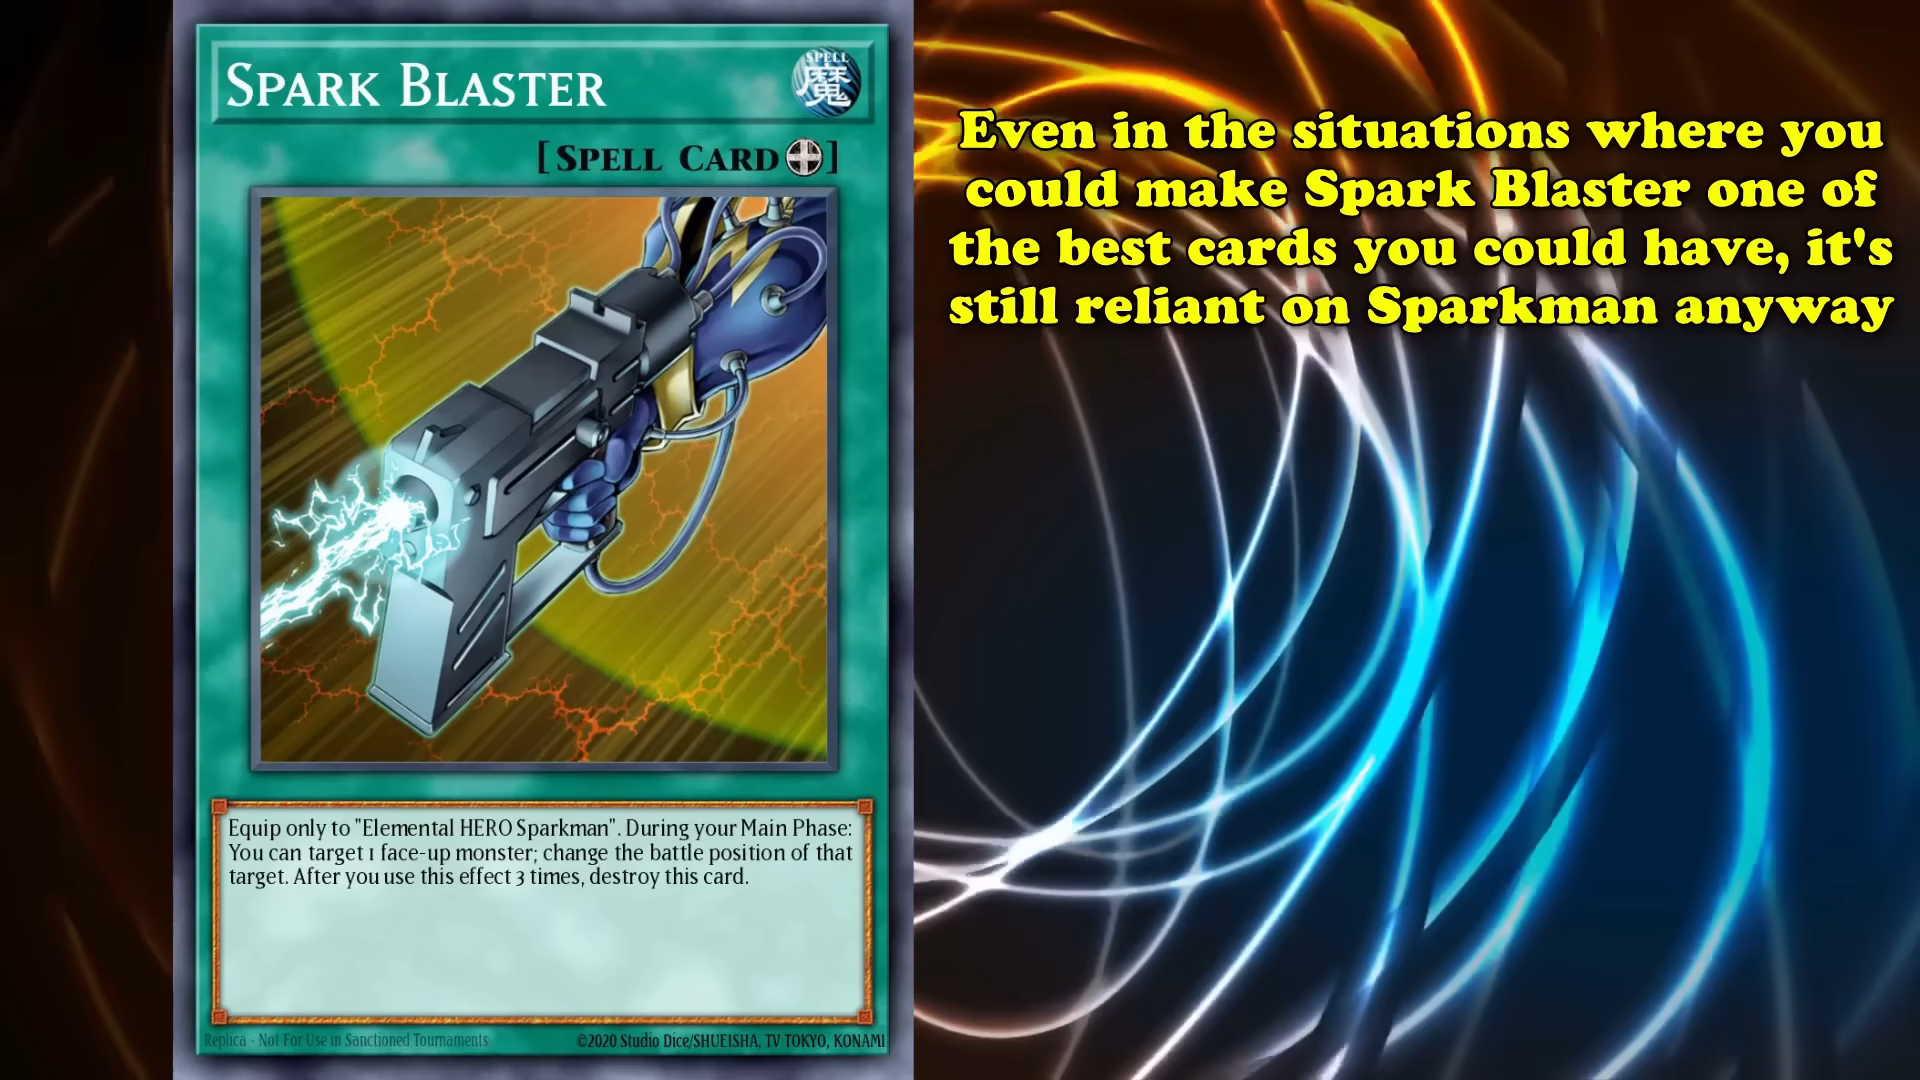 SPARK BLASTER
SPELL
魔
[SPELL CARD]
Even in the situations where you
could make Spark Blaster one of
the best cards you could have, it's
still reliant on Sparkman anyway
Equip only to "Elemental HERO Sparkman". During your Main Phase:
You can target 1 face-up monster; change the battle position of that
target. After you use this effect 3 times, destroy this card.
Replica - Not For Use in Sanctioned Tournaments
©2020 Studio Dice/SHUEISHA, TV TOKYO, KONAMI